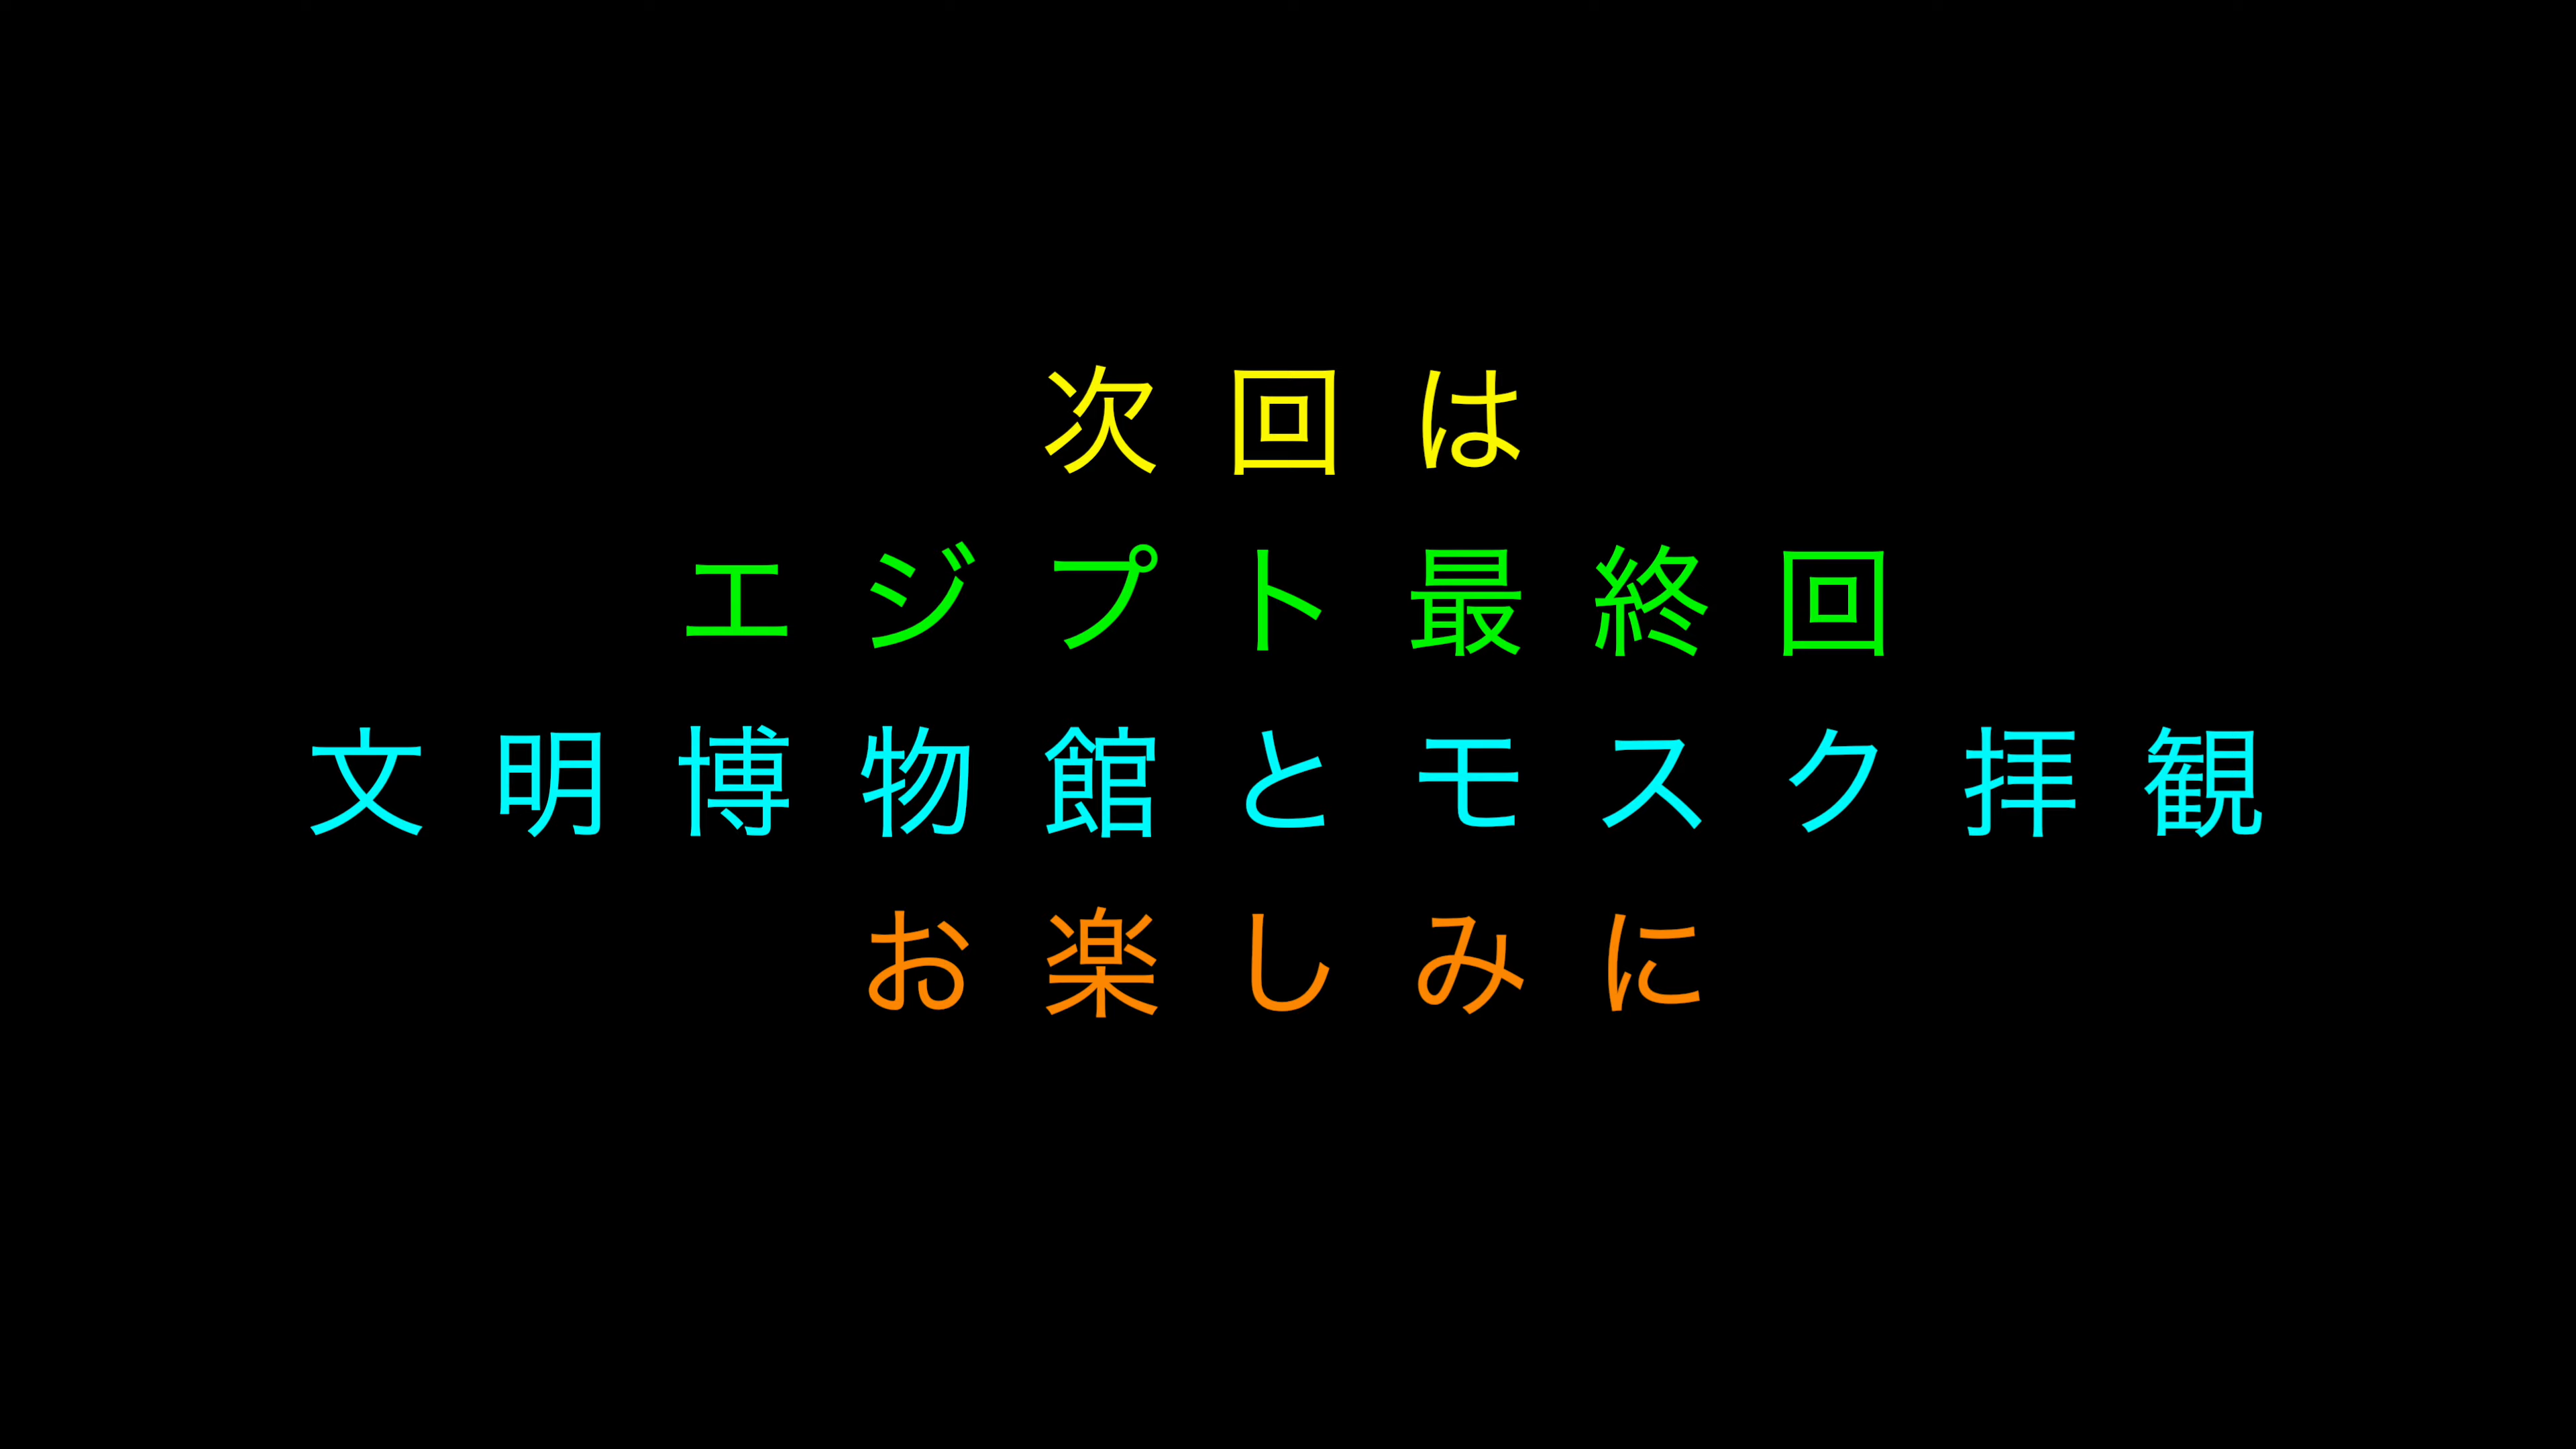 次回は
エジプト最終回
文明博物館とモスク拝観
お楽しみに